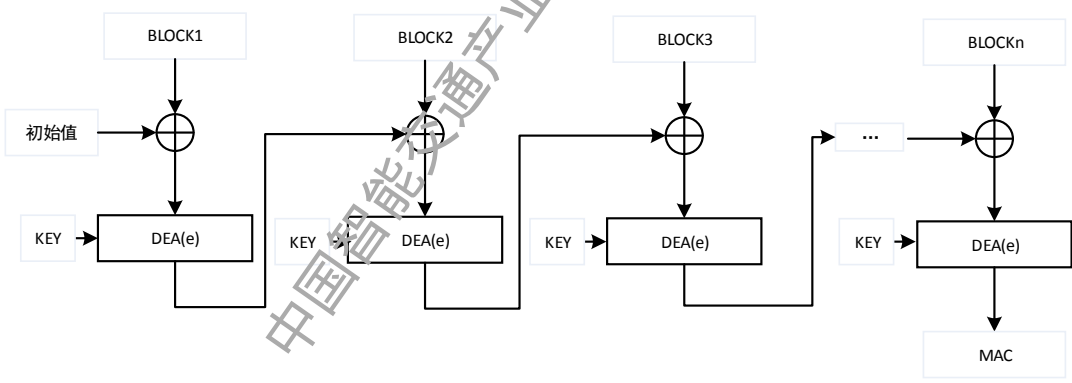 BLOCK1
BLOCK2
BLOCK3
BLOCKn
初始值
...
KEY
DEA(e)
KEY
DEA(e)
KEY
DEA(e)
KEY
DEA(e)
MAC
中国智能交通产业